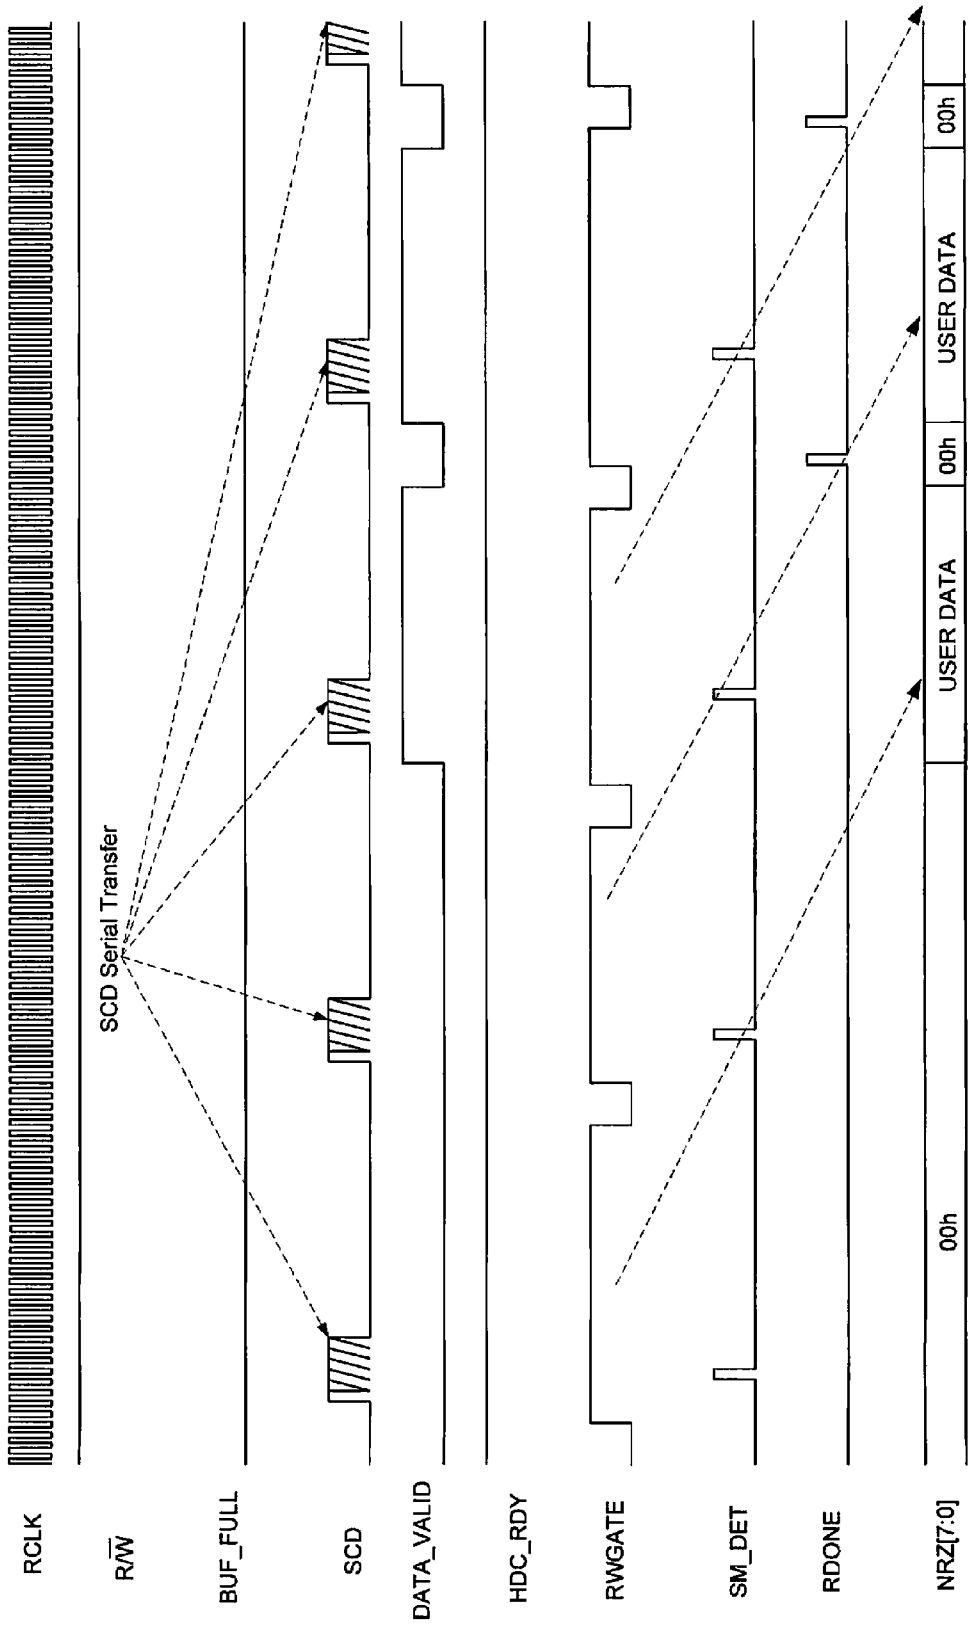 RCLK
R/W̅
SCD Serial Transfer
BUF_FULL
SCD
DATA_VALID
HDC_RDY
RWGATE
SM_DET
RDONE
NRZ[7:0]
00h
USER DATA
00h
USER DATA
00h